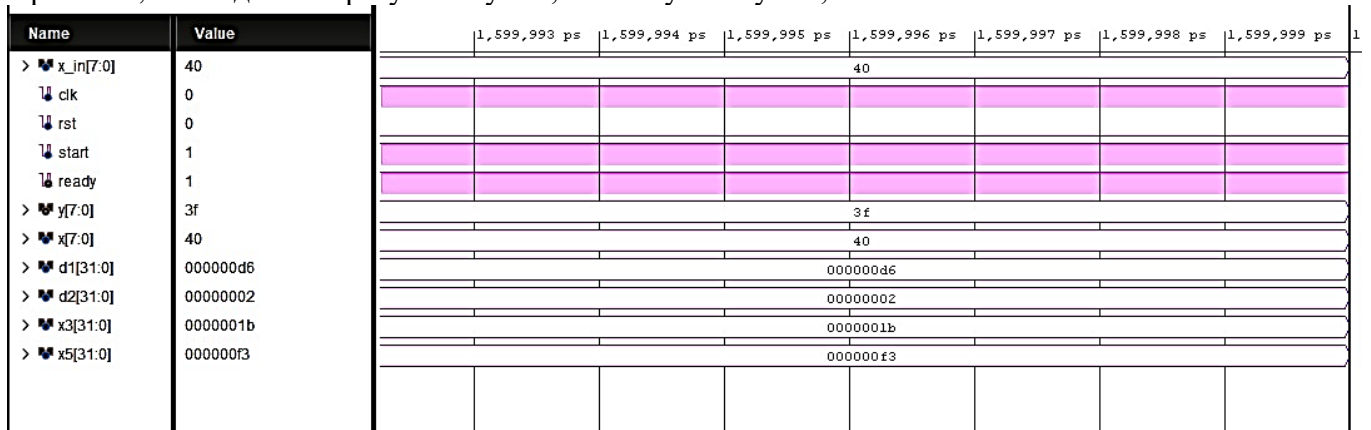 Name Value 1,599,993 ps 1,599,994 ps 1,599,995 ps 1,599,996 ps 1,599,997 ps 1,599,998 ps 1,599,999 ps 1
x_in[7:0] 40 40
clk 0
rst 0
start 1
ready 1
y[7:0] 3f 3f
x[7:0] 40 40
d1[31:0] 000000d6 000000d6
d2[31:0] 00000002 00000002
x3[31:0] 0000001b 0000001b
x5[31:0] 000000f3 000000f3